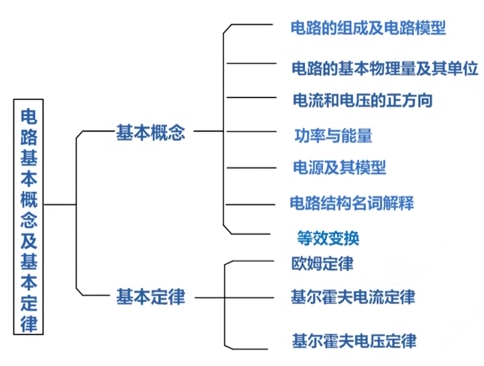 电路基本概念及基本定律
基本概念
电路的组成及电路模型
电路的基本物理量及其单位
电流和电压的正方向
功率与能量
电源及其模型
电路结构名词解释
等效变换
基本定律
欧姆定律
基尔霍夫电流定律
基尔霍夫电压定律